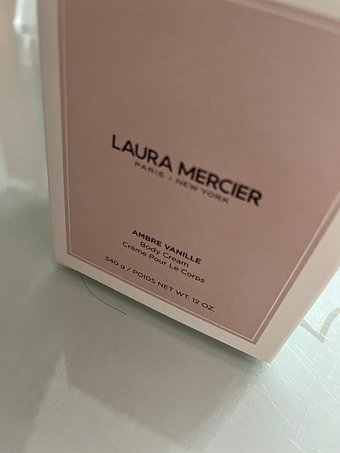 LAURA MERCIER
PARIS | NEW YORK
AMBRE VANILLE
Body Cream
Crème Pour Le Corps
340 g / POIDS NET WT. 12 OZ.